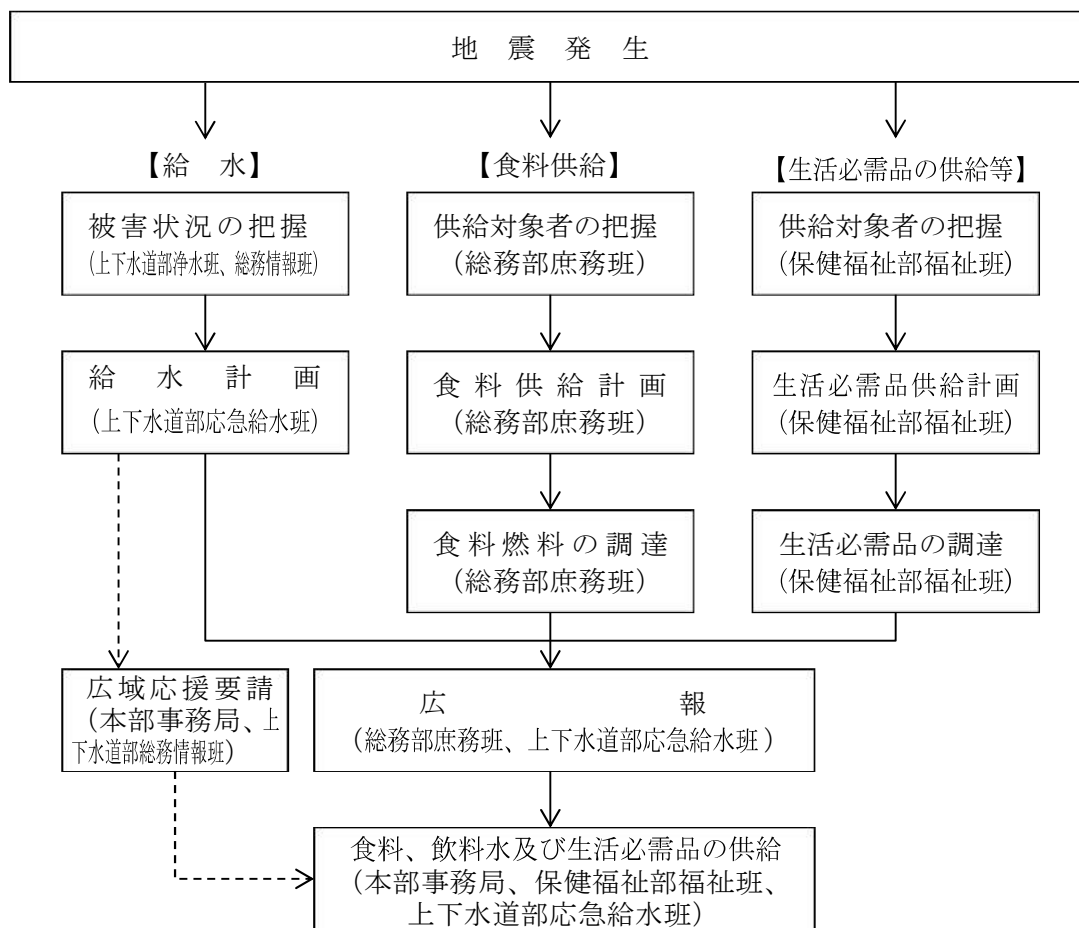 地震発生
【給　水】
【食料供給】
【生活必需品の供給等】
被害状況の把握
(上下水道部浄水班、総務情報班)
供給対象者の把握
(総務部庶務班)
供給対象者の把握
(保健福祉部福祉班)
給水計画
(上下水道部応急給水班)
食料供給計画
(総務部庶務班)
生活必需品供給計画
(保健福祉部福祉班)
食料燃料の調達
(総務部庶務班)
生活必需品の調達
(保健福祉部福祉班)
広域応援要請
(本部事務局、上
下水道部総務情報班)
広報
(総務部庶務班、上下水道部応急給水班)
食料、飲料水及び生活必需品の供給
(本部事務局、保健福祉部福祉班、
上下水道部応急給水班)